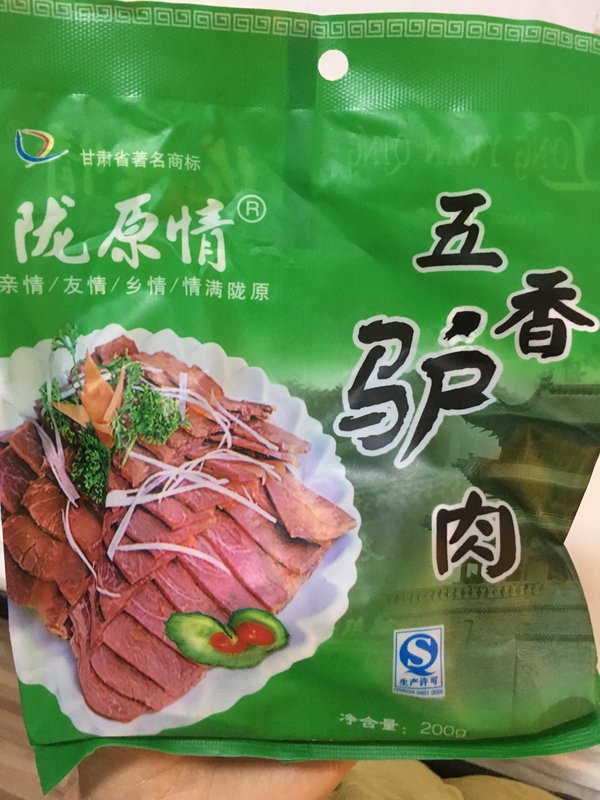 甘肃省著名商标
陇原情®
亲情/友情/乡情/情满陇原
五香驴肉
QS
生产许可
净含量：200g